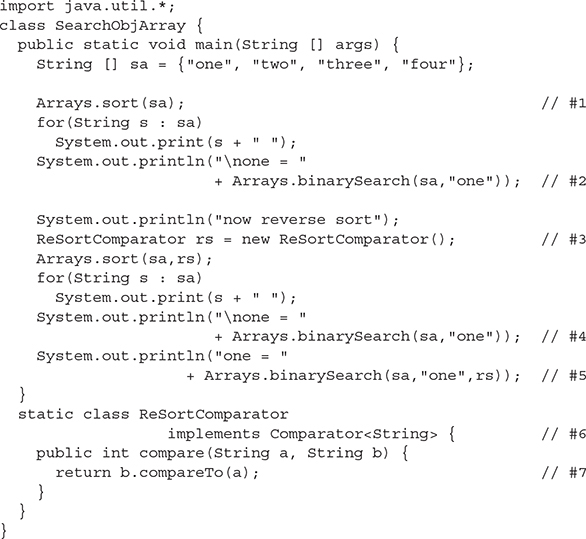 import java.util.*;
class SearchObjArray {
  public static void main(String [] args) {
    String [] sa = {"one", "two", "three", "four"};

    Arrays.sort(sa);                                     // #1
    for(String s : sa)
      System.out.print(s + " ");
    System.out.println("\none = "
                       + Arrays.binarySearch(sa,"one"));  // #2

    System.out.println("now reverse sort");
    ReSortComparator rs = new ReSortComparator();        // #3
    Arrays.sort(sa,rs);
    for(String s : sa)
      System.out.print(s + " ");
    System.out.println("\none = "
                       + Arrays.binarySearch(sa,"one"));  // #4
    System.out.println("one = "
                    + Arrays.binarySearch(sa,"one",rs));  // #5
  }
  static class ReSortComparator
                  implements Comparator<String> {        // #6
    public int compare(String a, String b) {
      return b.compareTo(a);                             // #7
    }
  }
}